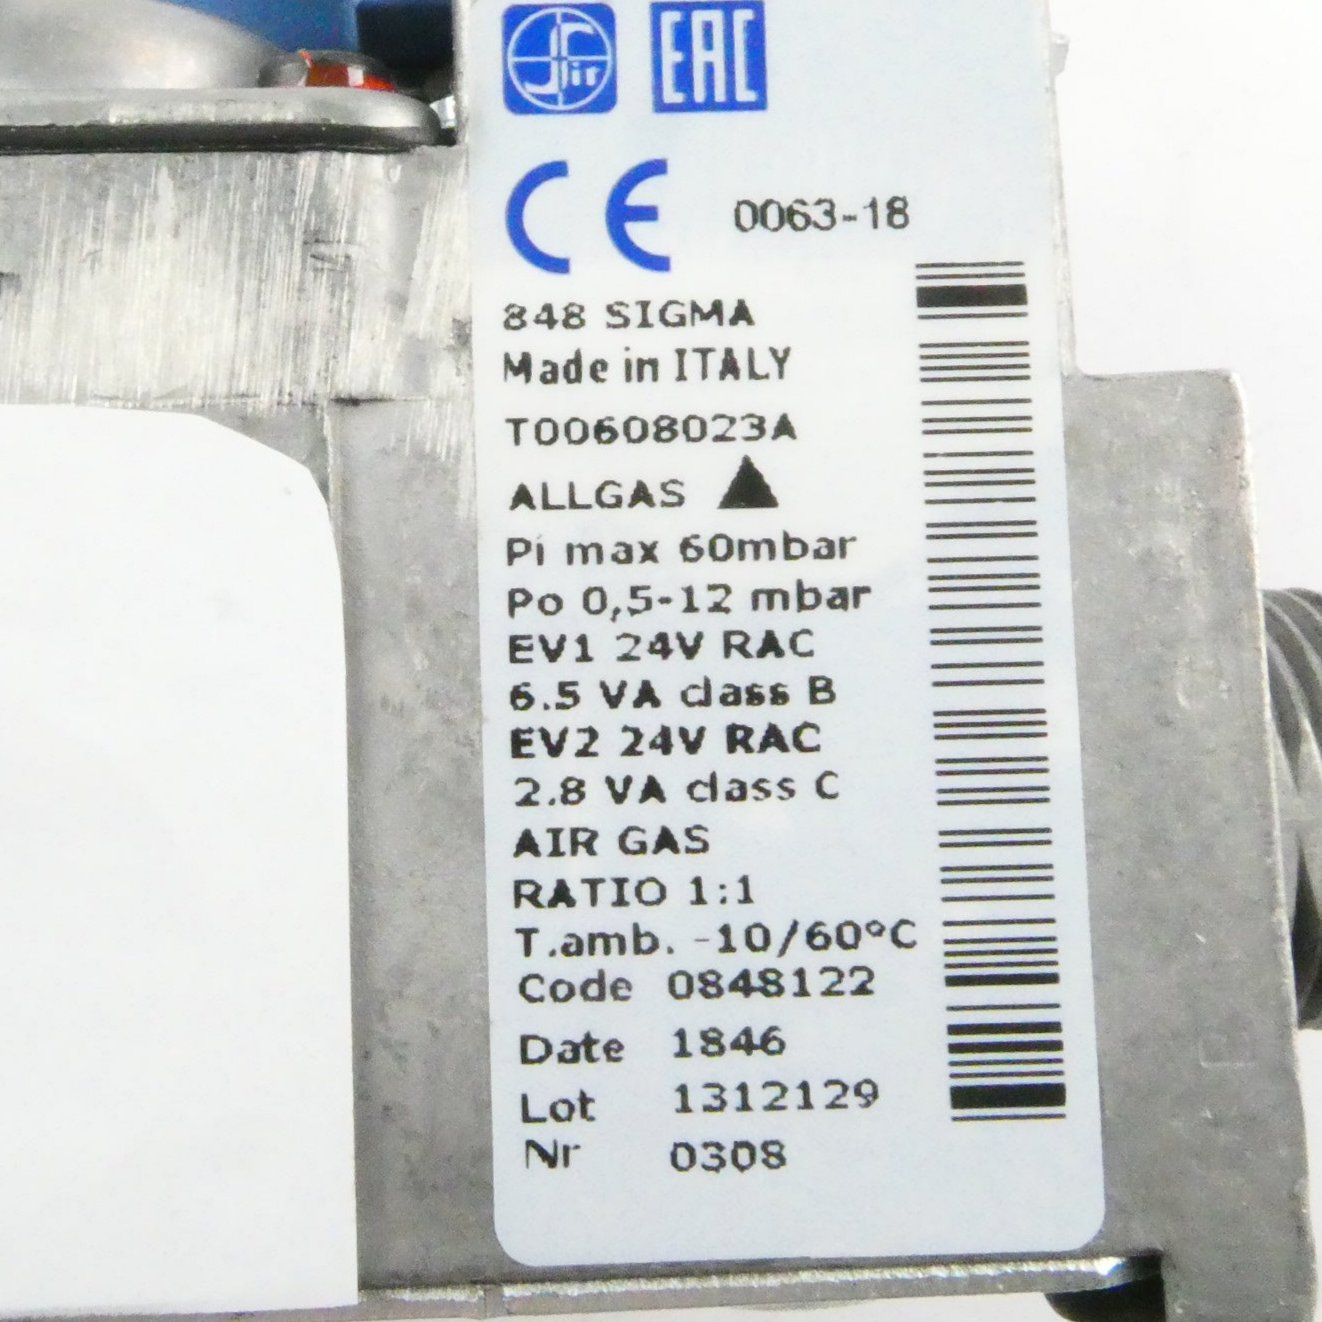 Sir
EAC
CE 0063-18
848 SIGMA
Made in ITALY
T00608023A
ALLGAS
Pi max 60mbar
Po 0,5-12 mbar
EV1 24V RAC
6.5 VA class B
EV2 24V RAC
2.8 VA class C
AIR GAS
RATIO 1:1
T.amb. -10/60°C
Code 0848122
Date 1846
Lot 1312129
Nr 0308